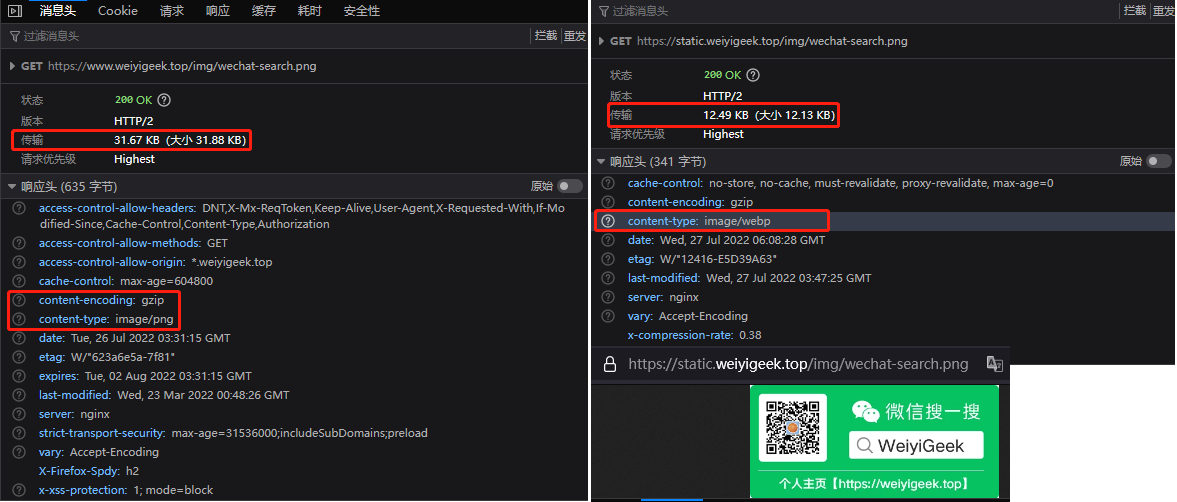 消息头 Cookie 请求 响应 缓存 耗时 安全性
过滤消息头 拦截 重发
GET https://www.weiyigeek.top/img/wechat-search.png
状态 200 OK
版本 HTTP/2
传输 31.67 KB (大小 31.88 KB)
请求优先级 Highest
响应头 (635 字节) 原始
access-control-allow-headers: DNT,X-Mx-ReqToken,Keep-Alive,User-Agent,X-Requested-With,If-Mo
dified-Since,Cache-Control,Content-Type,Authorization
access-control-allow-methods: GET
access-control-allow-origin: *.weiyigeek.top
cache-control: max-age=604800
content-encoding: gzip
content-type: image/png
date: Tue, 26 Jul 2022 03:31:15 GMT
etag: W/"623a6e5a-7f81"
expires: Tue, 02 Aug 2022 03:31:15 GMT
last-modified: Wed, 23 Mar 2022 00:48:26 GMT
server: nginx
strict-transport-security: max-age=31536000;includeSubDomains;preload
vary: Accept-Encoding
X-Firefox-Spdy: h2
x-xss-protection: 1; mode=block
过滤消息头 拦截 重发
GET https://static.weiyigeek.top/img/wechat-search.png
状态 200 OK
版本 HTTP/2
传输 12.49 KB (大小 12.13 KB)
请求优先级 Highest
响应头 (341 字节) 原始
cache-control: no-store, no-cache, must-revalidate, proxy-revalidate, max-age=0
content-encoding: gzip
content-type: image/webp
date: Wed, 27 Jul 2022 06:08:28 GMT
etag: W/"12416-E5D39A63"
last-modified: Wed, 27 Jul 2022 03:47:25 GMT
server: nginx
vary: Accept-Encoding
x-compression-rate: 0.38
https://static.weiyigeek.top/img/wechat-search.png
微信搜一搜
WeiyiGeek
个人主页【https://weiyigeek.top】